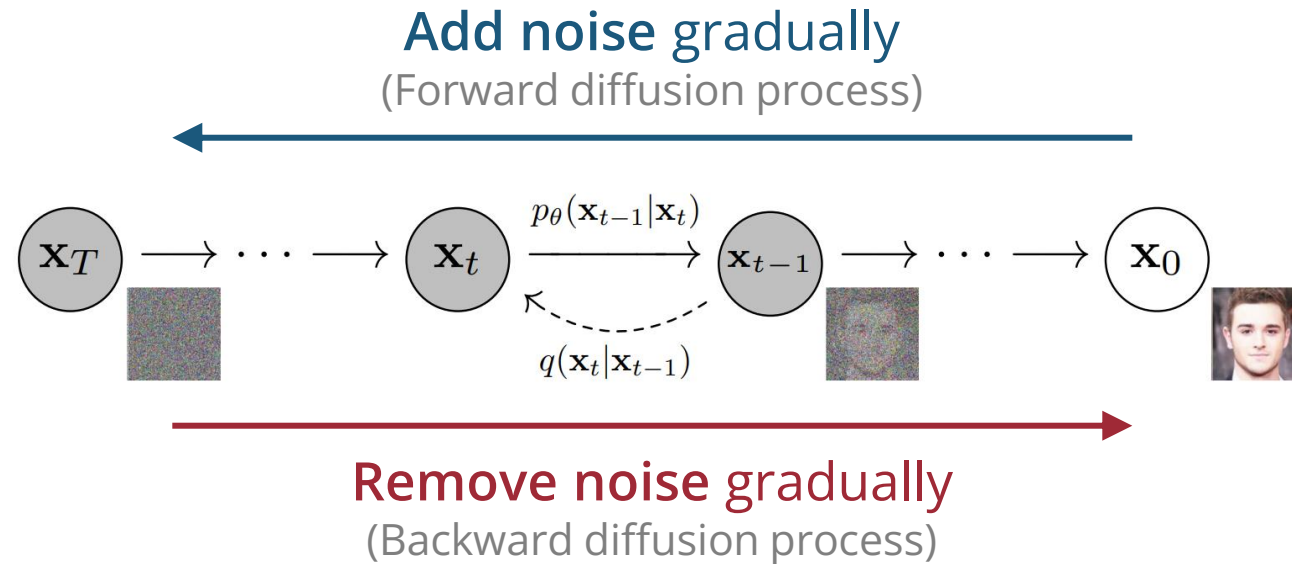 Add noise gradually
(Forward diffusion process)
p_θ(x_{t−1}|x_t)
x_T → ··· → x_t → x_{t−1} → ··· → x_0
q(x_t|x_{t−1})
Remove noise gradually
(Backward diffusion process)